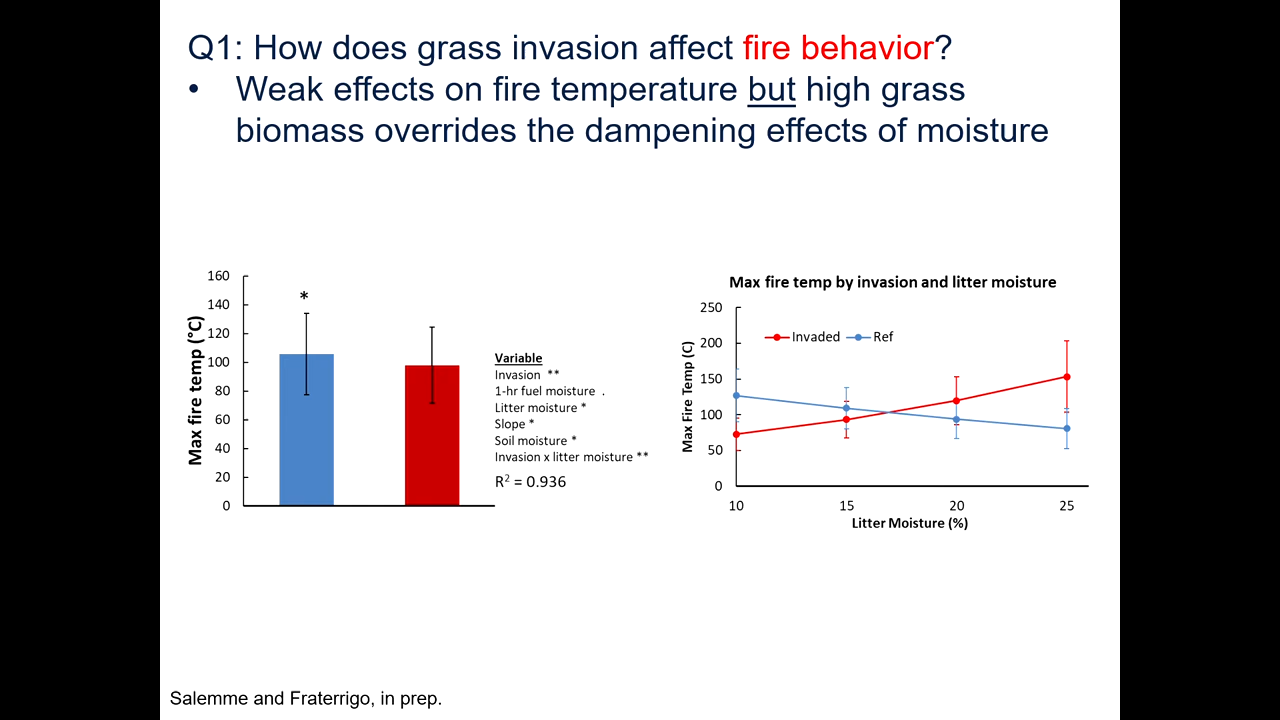 Q1: How does grass invasion affect fire behavior?
• Weak effects on fire temperature but high grass
biomass overrides the dampening effects of moisture
Max fire temp (°C)
160
140
120
100
80
60
40
20
0
*
Variable
Invasion **
1-hr fuel moisture .
Litter moisture *
Slope *
Soil moisture *
Invasion x litter moisture **
R² = 0.936
Max fire temp by invasion and litter moisture
Max Fire Temp (C)
250
200
150
100
50
0
Invaded Ref
10 15 20 25
Litter Moisture (%)
Salemme and Fraterrigo, in prep.